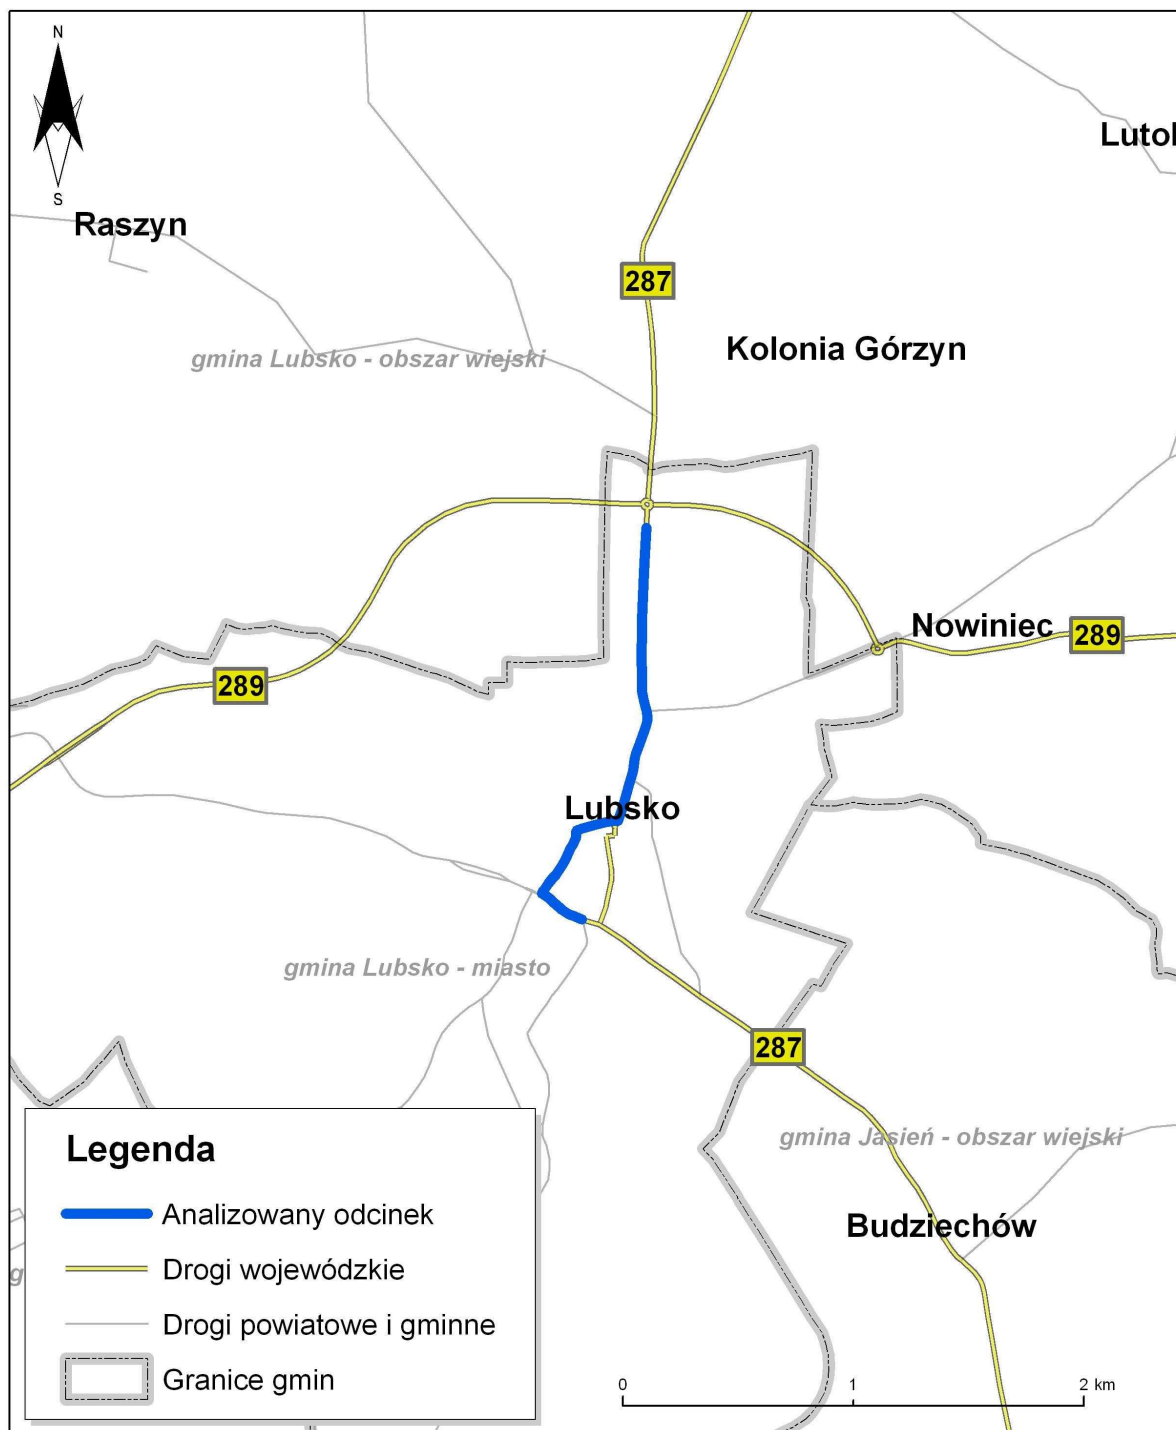 N
S
Lutol
Raszyn
287
Kolonia Górzyn
gmina Lubsko - obszar wiejski
Nowiniec
289
289
Lubsko
gmina Lubsko - miasto
287
gmina Jasień - obszar wiejski
Budziechów
Legenda
Analizowany odcinek
Drogi wojewódzkie
Drogi powiatowe i gminne
Granice gmin
g
0 1 2 km